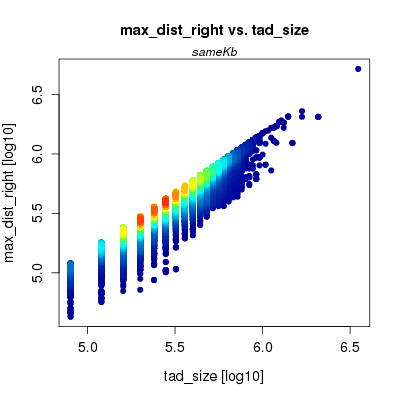 max_dist_right vs. tad_size
sameKb
max_dist_right [log10]
6.5
6.0
5.5
5.0
5.0 5.5 6.0 6.5
tad_size [log10]